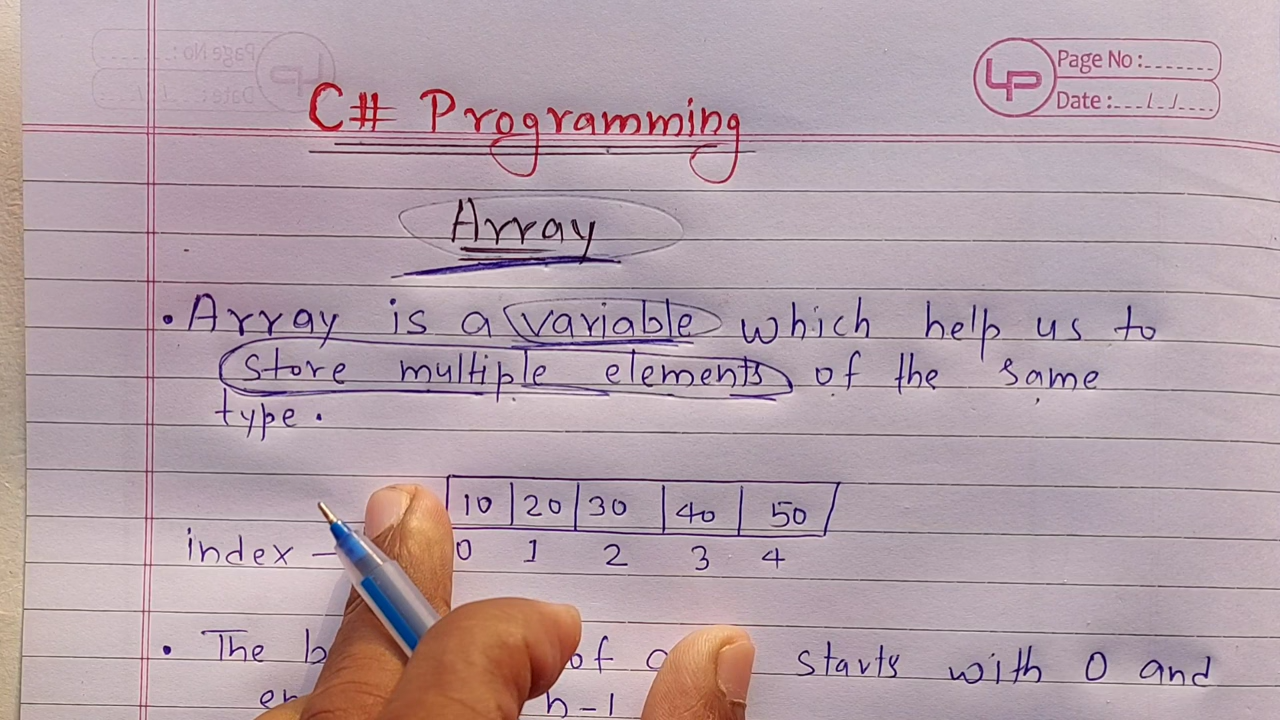 Page No :.......
LP
Date :.../../....
C# Programming
Array
• Array is a variable which help us to
store multiple elements of the same
type.
10 20 30 40 50
index – 0 1 2 3 4
• The of starts with 0 and
n-1